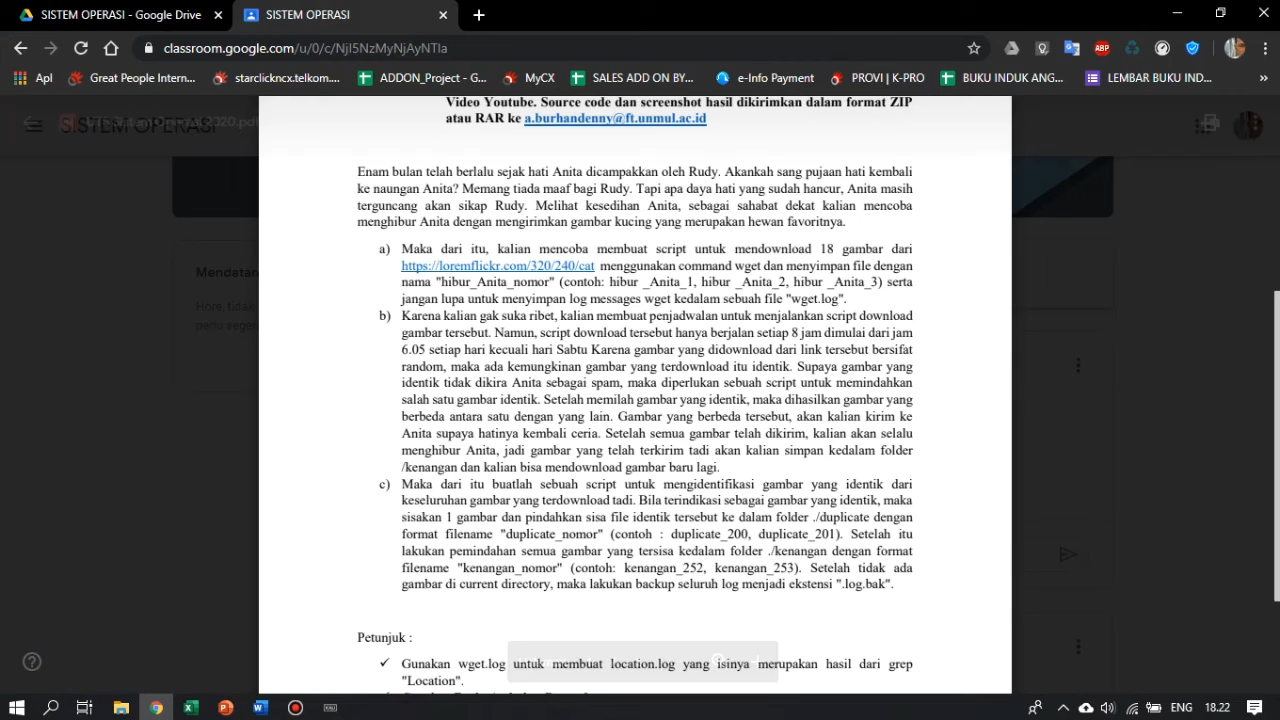 SISTEM OPERASI - Google Drive
SISTEM OPERASI
classroom.google.com/u/0/c/NjI5NzMyNjAyNTIa
ABP
Apl
Great People Intern...
starclickncx.telkom....
ADDON_Project - G...
MyCX
SALES ADD ON BY...
e-Info Payment
PROVI | K-PRO
BUKU INDUK ANG...
LEMBAR BUKU IND...
»
SISTEM OPERASI
Video Youtube. Source code dan screenshot hasil dikirimkan dalam format ZIP
atau RAR ke a.burhandenny@ft.unmul.ac.id
Enam bulan telah berlalu sejak hati Anita dicampakkan oleh Rudy. Akankah sang pujaan hati kembali
ke naungan Anita? Memang tiada maaf bagi Rudy. Tapi apa daya hati yang sudah hancur, Anita masih
terguncang akan sikap Rudy. Melihat kesedihan Anita, sebagai sahabat dekat kalian mencoba
menghibur Anita dengan mengirimkan gambar kucing yang merupakan hewan favoritnya.
a) Maka dari itu, kalian mencoba membuat script untuk mendownload 18 gambar dari
https://loremflickr.com/320/240/cat menggunakan command wget dan menyimpan file dengan
nama "hibur_Anita_nomor" (contoh: hibur _Anita_1, hibur _Anita_2, hibur _Anita_3) serta
jangan lupa untuk menyimpan log messages wget kedalam sebuah file "wget.log".
b) Karena kalian gak suka ribet, kalian membuat penjadwalan untuk menjalankan script download
gambar tersebut. Namun, script download tersebut hanya berjalan setiap 8 jam dimulai dari jam
6.05 setiap hari kecuali hari Sabtu Karena gambar yang didownload dari link tersebut bersifat
random, maka ada kemungkinan gambar yang terdownload itu identik. Supaya gambar yang
identik tidak dikira Anita sebagai spam, maka diperlukan sebuah script untuk memindahkan
salah satu gambar identik. Setelah memilah gambar yang identik, maka dihasilkan gambar yang
berbeda antara satu dengan yang lain. Gambar yang berbeda tersebut, akan kalian kirim ke
Anita supaya hatinya kembali ceria. Setelah semua gambar telah dikirim, kalian akan selalu
menghibur Anita, jadi gambar yang telah terkirim tadi akan kalian simpan kedalam folder
/kenangan dan kalian bisa mendownload gambar baru lagi.
c) Maka dari itu buatlah sebuah script untuk mengidentifikasi gambar yang identik dari
keseluruhan gambar yang terdownload tadi. Bila terindikasi sebagai gambar yang identik, maka
sisakan 1 gambar dan pindahkan sisa file identik tersebut ke dalam folder ./duplicate dengan
format filename "duplicate_nomor" (contoh : duplicate_200, duplicate_201). Setelah itu
lakukan pemindahan semua gambar yang tersisa kedalam folder ./kenangan dengan format
filename "kenangan_nomor" (contoh: kenangan_252, kenangan_253). Setelah tidak ada
gambar di current directory, maka lakukan backup seluruh log menjadi ekstensi ".log.bak".
Petunjuk :
✓ Gunakan wget.log untuk membuat location.log yang isinya merupakan hasil dari grep
"Location".
Mendatan
Hore, tidak
ENG
18.22